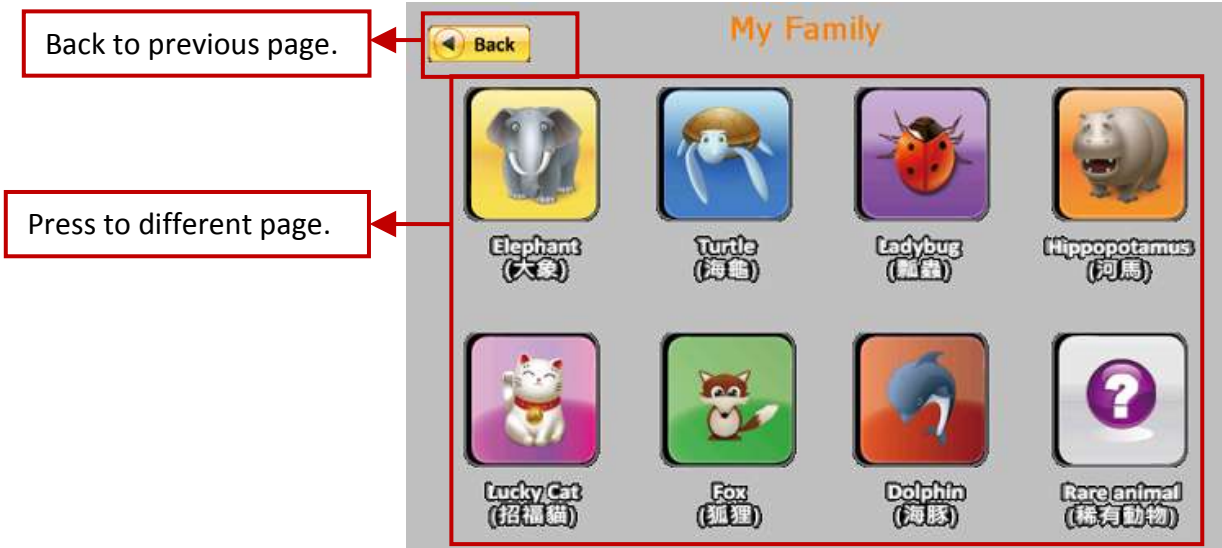 Back to previous page.
Back
My Family
Press to different page.
Elephant
(大象)
Turtle
(海龜)
Ladybug
(瓢蟲)
Hippopotamus
(河馬)
?
Lucky Cat
(招福貓)
Fox
(狐狸)
Dolphin
(海豚)
Rare animal
(稀有動物)